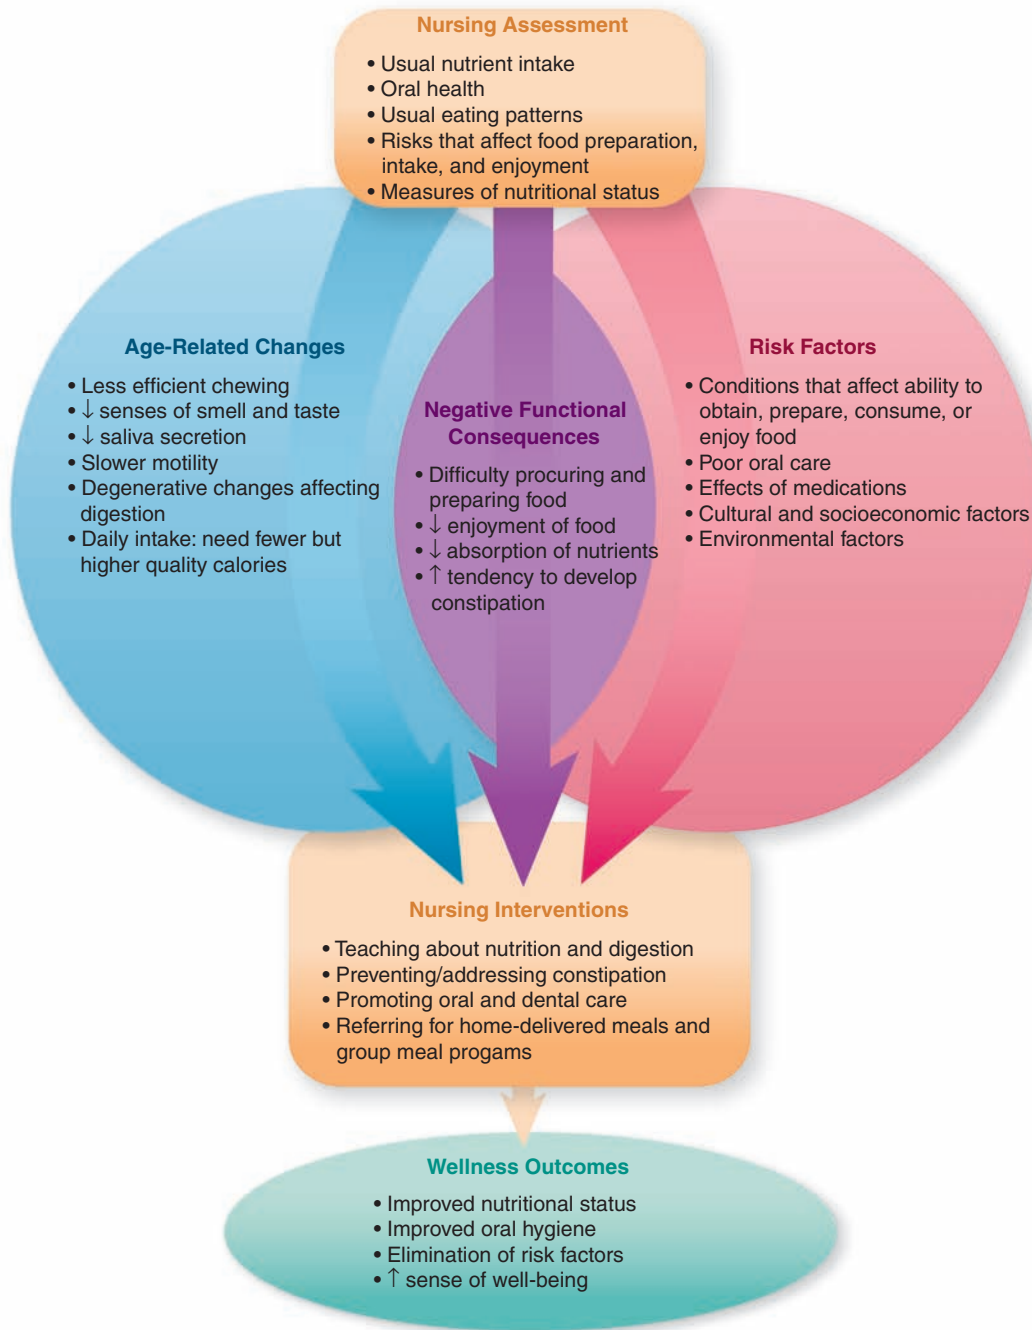 Nursing Assessment
• Usual nutrient intake
• Oral health
• Usual eating patterns
• Risks that affect food preparation,
intake, and enjoyment
• Measures of nutritional status
Age-Related Changes
• Less efficient chewing
• ↓ senses of smell and taste
• ↓ saliva secretion
• Slower motility
• Degenerative changes affecting
digestion
• Daily intake: need fewer but
higher quality calories
Negative Functional
Consequences
• Difficulty procuring and
preparing food
• ↓ enjoyment of food
• ↓ absorption of nutrients
• ↑ tendency to develop
constipation
Risk Factors
• Conditions that affect ability to
obtain, prepare, consume, or
enjoy food
• Poor oral care
• Effects of medications
• Cultural and socioeconomic factors
• Environmental factors
Nursing Interventions
• Teaching about nutrition and digestion
• Preventing/addressing constipation
• Promoting oral and dental care
• Referring for home-delivered meals and
group meal progams
Wellness Outcomes
• Improved nutritional status
• Improved oral hygiene
• Elimination of risk factors
• ↑ sense of well-being